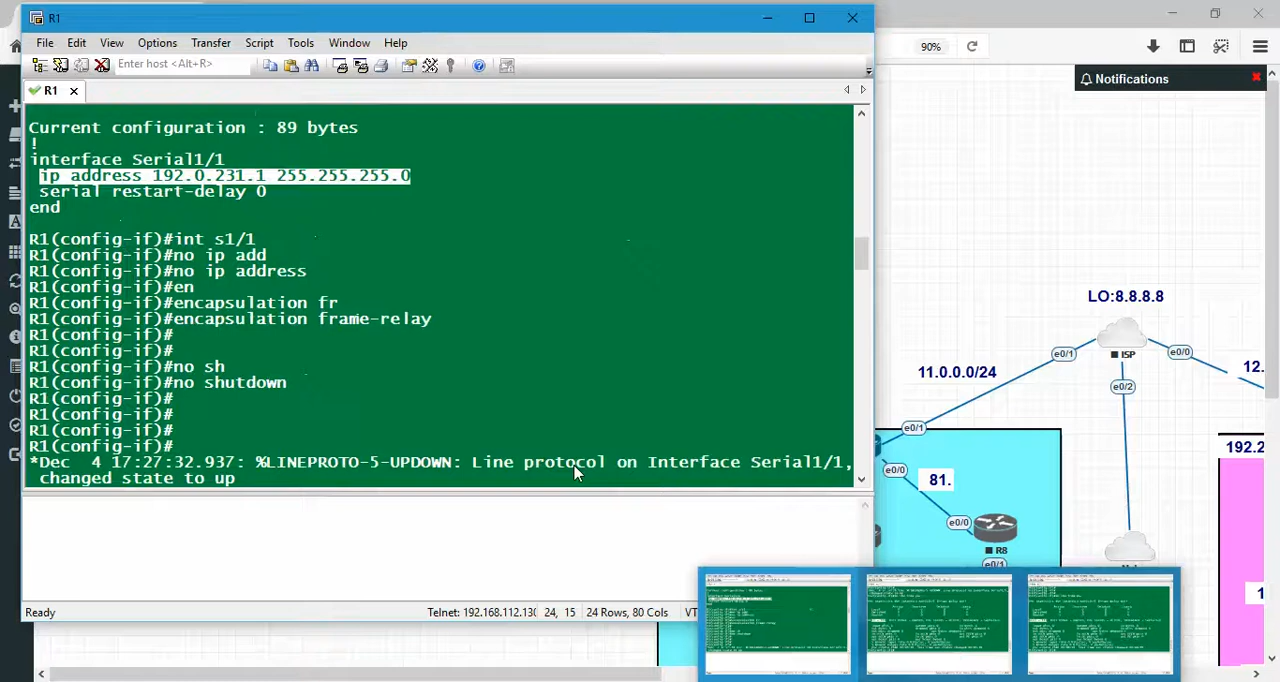 R1
File Edit View Options Transfer Script Tools Window Help
Enter host <Alt+R>
R1
Current configuration : 89 bytes
!
interface Serial1/1
ip address 192.0.231.1 255.255.255.0
serial restart-delay 0
end
R1(config-if)#int s1/1
R1(config-if)#no ip add
R1(config-if)#no ip address
R1(config-if)#en
R1(config-if)#encapsulation fr
R1(config-if)#encapsulation frame-relay
R1(config-if)#
R1(config-if)#
R1(config-if)#no sh
R1(config-if)#no shutdown
R1(config-if)#
R1(config-if)#
R1(config-if)#
R1(config-if)#
*Dec 4 17:27:32.937: %LINEPROTO-5-UPDOWN: Line protocol on Interface Serial1/1,
changed state to up
Ready
Telnet: 192.168.112.130 24, 15 24 Rows, 80 Cols VT
90%
Notifications
LO:8.8.8.8
ISP
e0/1
e0/0
e0/2
11.0.0.0/24
12.
e0/1
e0/0
81.
e0/0
R8
e0/1
192.2
1